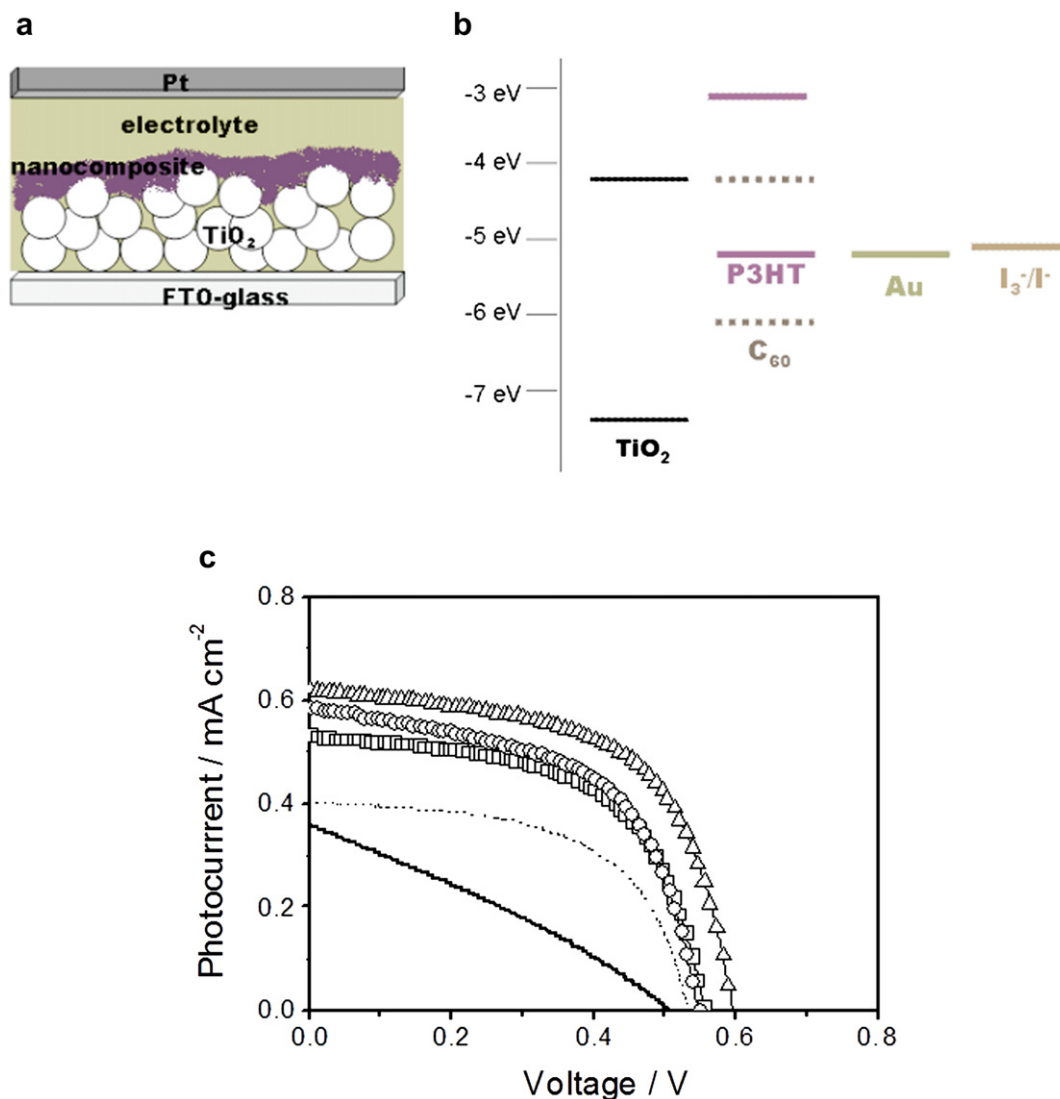 a
Pt
electrolyte
nanocomposite
TiO₂
FTO-glass
b
-3 eV
-4 eV
-5 eV
-6 eV
-7 eV
P3HT
Au
I₃⁻/I⁻
C₆₀
TiO₂
c
Photocurrrent / mA cm⁻²
0.8
0.6
0.4
0.2
0.0
0.0 0.2 0.4 0.6 0.8
Voltage / V